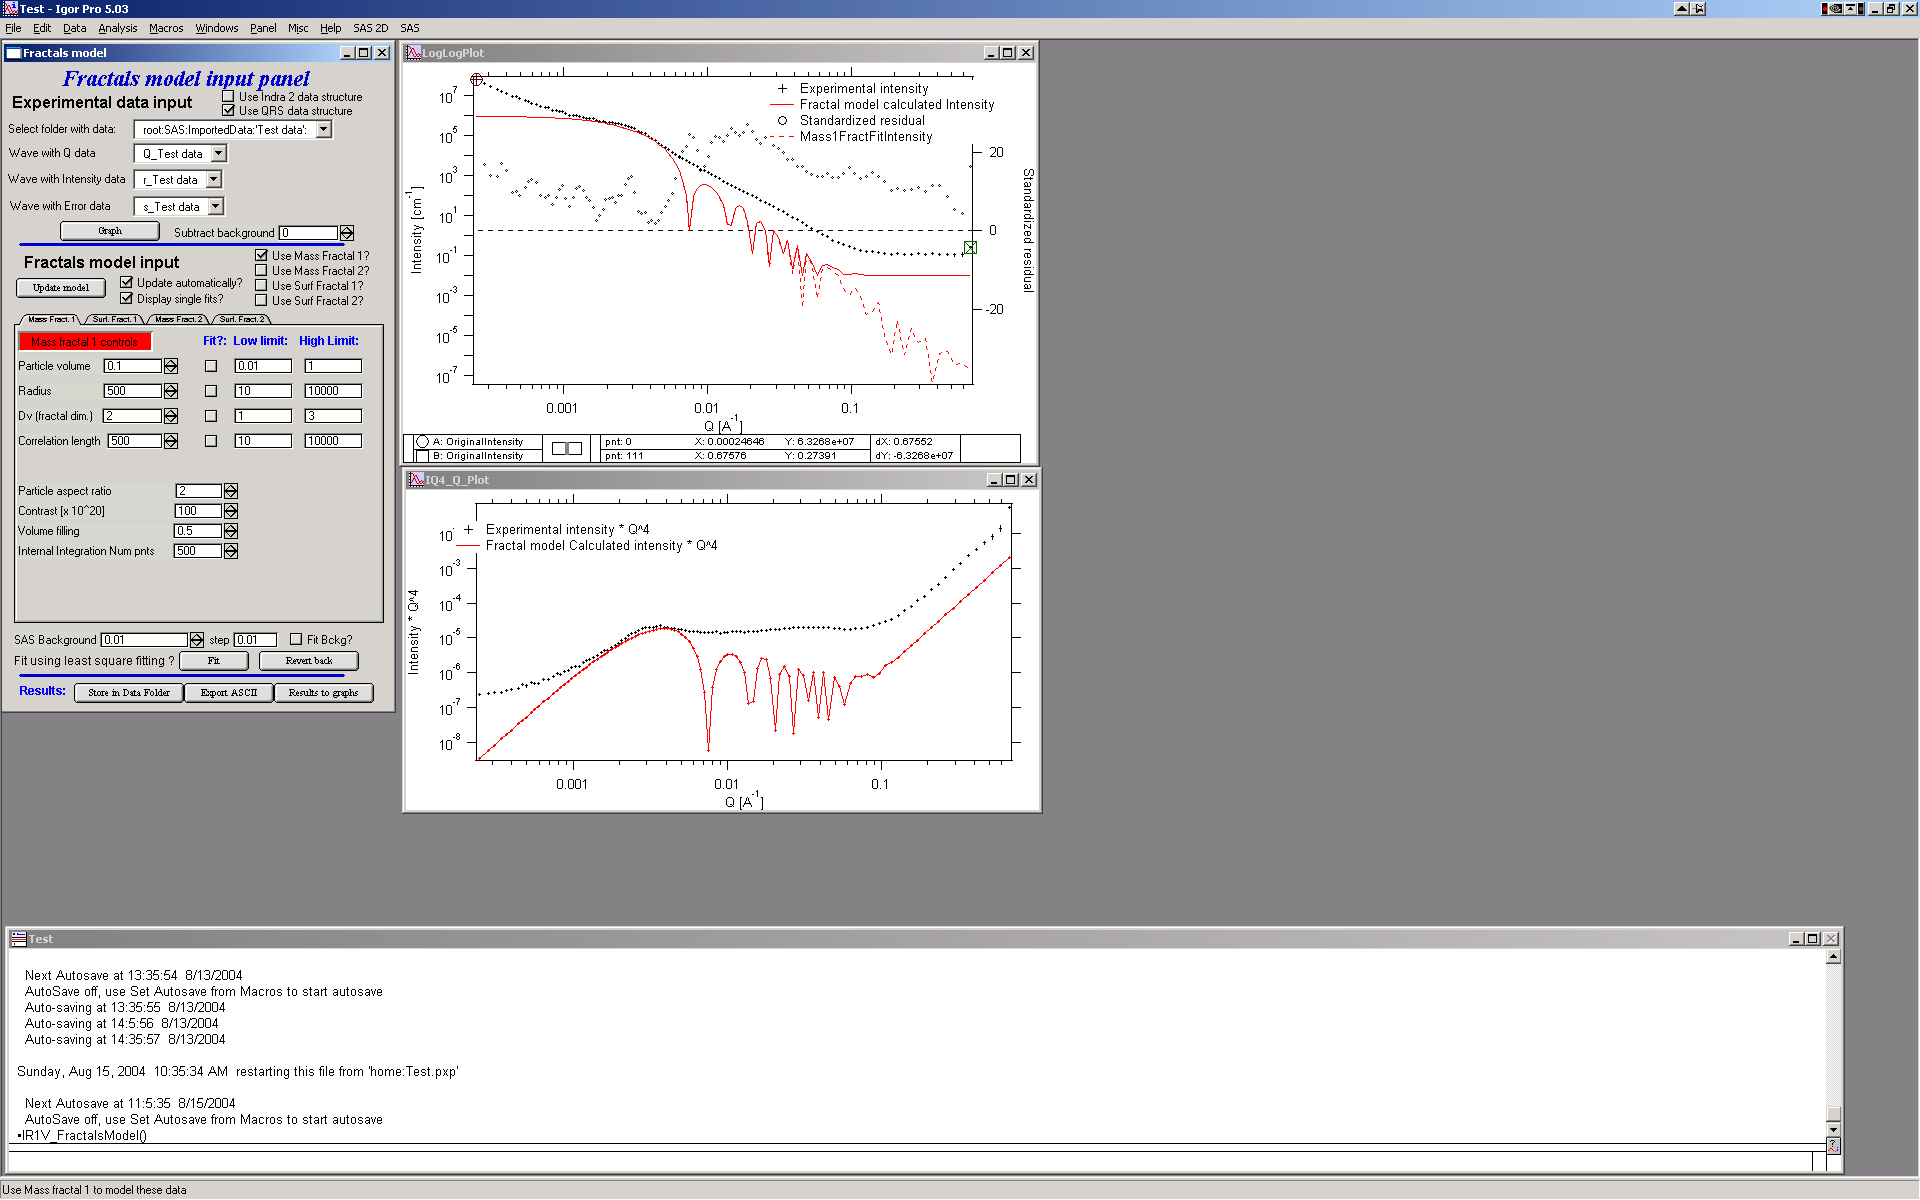 Test - Igor Pro 5.03
File Edit Data Analysis Macros Windows Panel Misc Help SAS 2D SAS
Fractals model
Fractals model input panel
Experimental data input
Use Indra 2 data structure
Use QRS data structure
Select folder with data: root:SAS:ImportedData:'Test data':
Wave with Q data Q_Test data
Wave with Intensity data r_Test data
Wave with Error data s_Test data
Graph Subtract background 0
Fractals model input
Use Mass Fractal 1?
Use Mass Fractal 2?
Use Surf Fractal 1?
Use Surf Fractal 2?
Update model
Update automatically?
Display single fits?
Mass Fract. 1 Surf. Fract. 1 Mass Fract. 2 Surf. Fract. 2
Mass fractal 1 controls Fit?: Low limit: High Limit:
Particle volume 0.1 0.01 1
Radius 500 10 10000
Dv (fractal dim.) 2 1 3
Correlation length 500 10 10000
Particle aspect ratio 2
Contrast [x 10^20] 100
Volume filling 0.5
Internal Integration Num pnts 500
SAS Background 0.01 step 0.01 Fit Bckg?
Fit using least square fitting ? Fit Revert back
Results: Store in Data Folder Export ASCII Results to graphs
LogLogPlot
Experimental intensity
Fractal model calculated Intensity
Standardized residual
Mass1FractFitIntensity
Intensity [cm-1]
10^7
10^5
10^3
10^1
10^-1
10^-3
10^-5
10^-7
20
0
-20
Standardized residual
0.001 0.01 0.1
Q [A-1]
A: OriginalIntensity pnt: 0 X: 0.00024646 Y: 6.3268e+07 dX: 0.67552
B: OriginalIntensity pnt: 111 X: 0.67576 Y: 0.27391 dY: -6.3268e+07
IQ4_Q_Plot
Experimental intensity * Q^4
Fractal model Calculated intensity * Q^4
Intensity * Q^4
10^-3
10^-4
10^-5
10^-6
10^-7
10^-8
0.001 0.01 0.1
Q [A-1]
Test
Next Autosave at 13:35:54 8/13/2004
AutoSave off, use Set Autosave from Macros to start autosave
Auto-saving at 13:35:55 8/13/2004
Auto-saving at 14:5:56 8/13/2004
Auto-saving at 14:35:57 8/13/2004
Sunday, Aug 15, 2004 10:35:34 AM restarting this file from 'home:Test.pxp'
Next Autosave at 11:5:35 8/15/2004
AutoSave off, use Set Autosave from Macros to start autosave
•IR1V_FractalsModel()
Use Mass fractal 1 to model these data